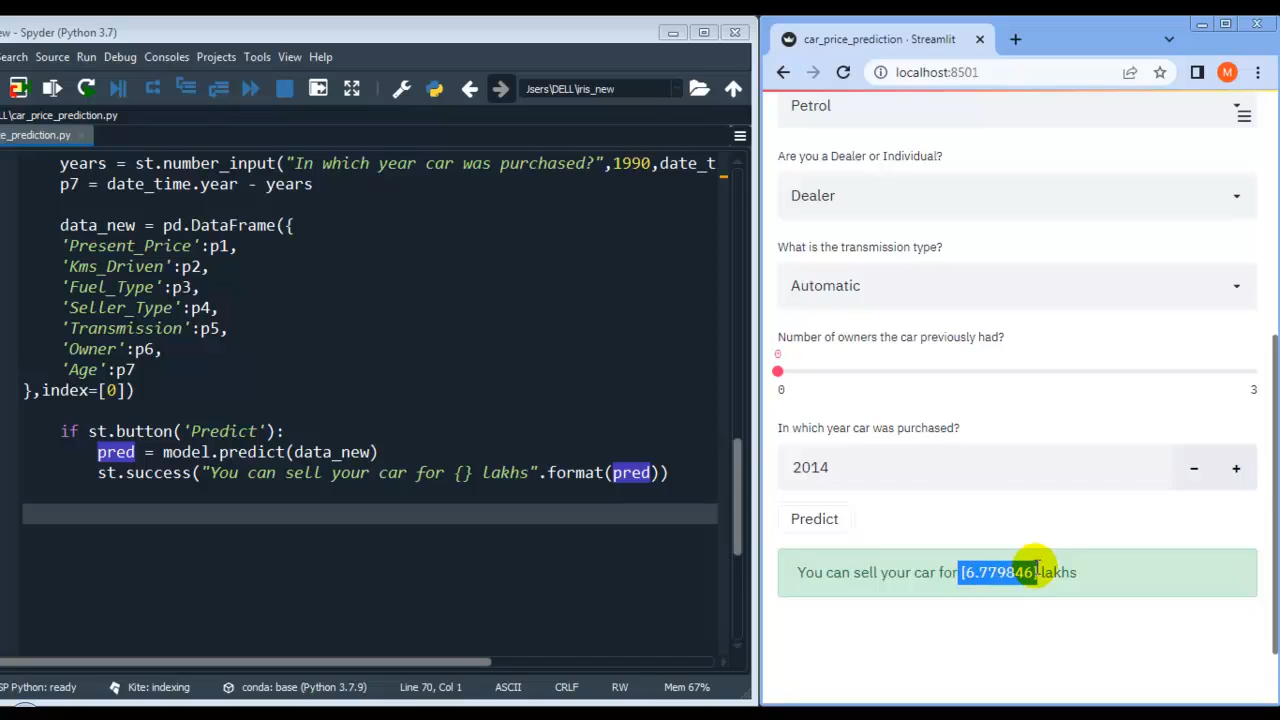 ew - Spyder (Python 3.7)
Search Source Run Debug Consoles Projects Tools View Help
Jsers\DELL\iris_new
LL\car_price_prediction.py
ce_prediction.py
years = st.number_input("In which year car was purchased?",1990,date_t
p7 = date_time.year - years
data_new = pd.DataFrame({
'Present_Price':p1,
'Kms_Driven':p2,
'Fuel_Type':p3,
'Seller_Type':p4,
'Transmission':p5,
'Owner':p6,
'Age':p7
},index=[0])
if st.button('Predict'):
pred = model.predict(data_new)
st.success("You can sell your car for {} lakhs".format(pred))
SP Python: ready Kite: indexing conda: base (Python 3.7.9) Line 70, Col 1 ASCII CRLF RW Mem 67%
car_price_prediction · Streamlit
localhost:8501
M
Petrol
Are you a Dealer or Individual?
Dealer
What is the transmission type?
Automatic
Number of owners the car previously had?
0
0 3
In which year car was purchased?
2014
Predict
You can sell your car for [6.779846] lakhs